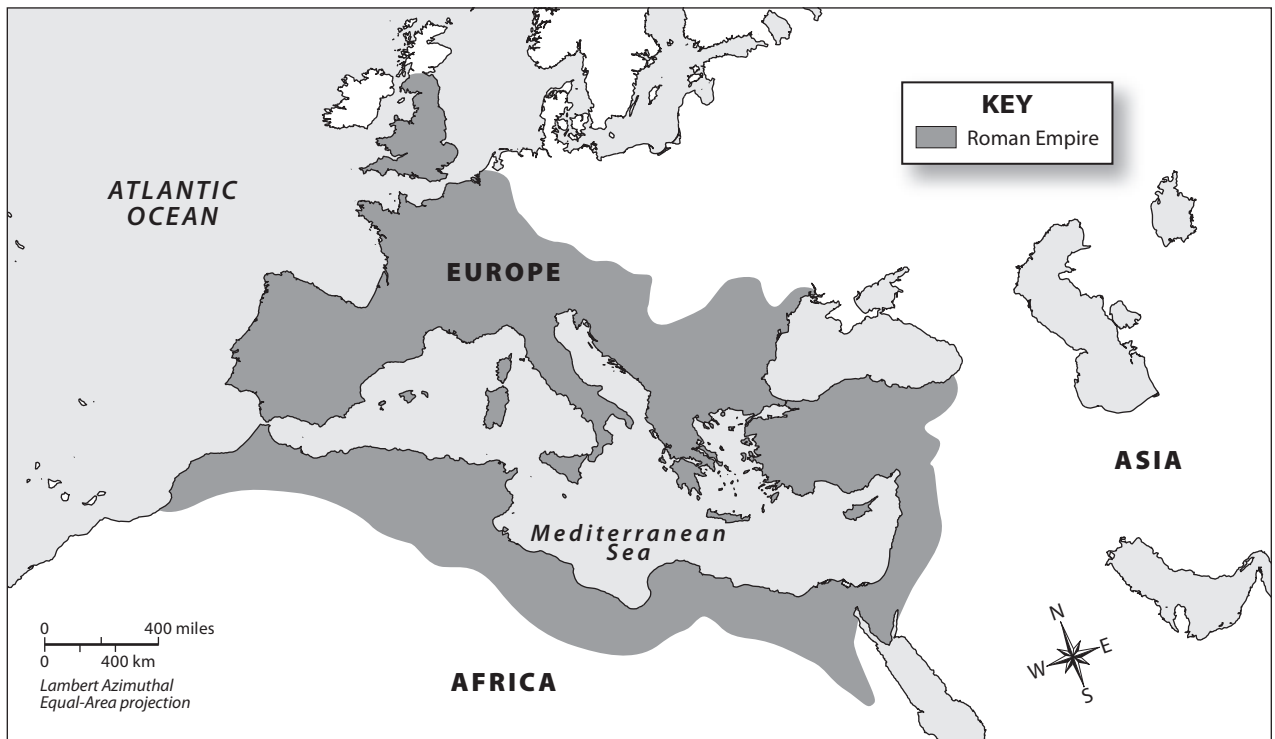 KEY
Roman Empire
ATLANTIC
OCEAN
EUROPE
ASIA
Mediterranean
Sea
AFRICA
0 400 miles
0 400 km
Lambert Azimuthal
Equal-Area projection
N
W E
S